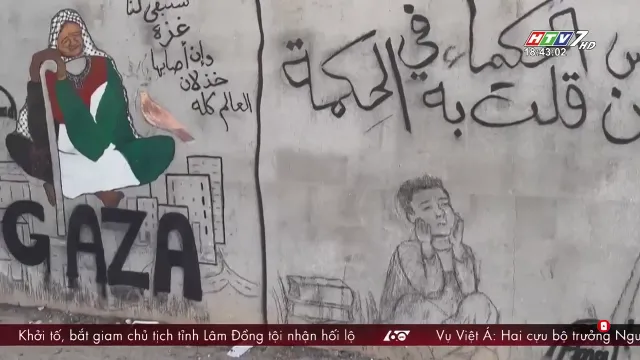 HTV7 HD
18:43:02
ستبقى لنا
غزة
وإن أصابها
خذلان
العالم كله
الحكماء في
الحكمة
قلت به
GAZA
Khởi tố, bắt giam chủ tịch tỉnh Lâm Đồng tội nhận hối lộ
60
Vụ Việt Á: Hai cựu bộ trưởng